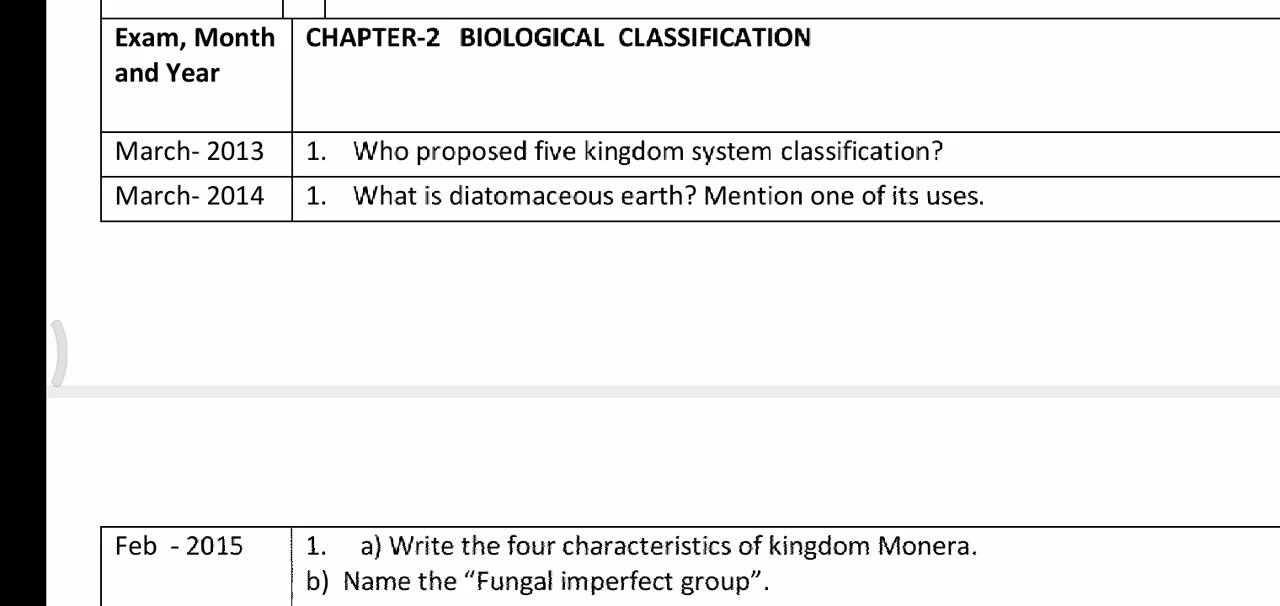 Exam, Month CHAPTER-2 BIOLOGICAL CLASSIFICATION
and Year
March- 2013 1. Who proposed five kingdom system classification?
March- 2014 1. What is diatomaceous earth? Mention one of its uses.
Feb - 2015 1. a) Write the four characteristics of kingdom Monera.
b) Name the “Fungal imperfect group”.